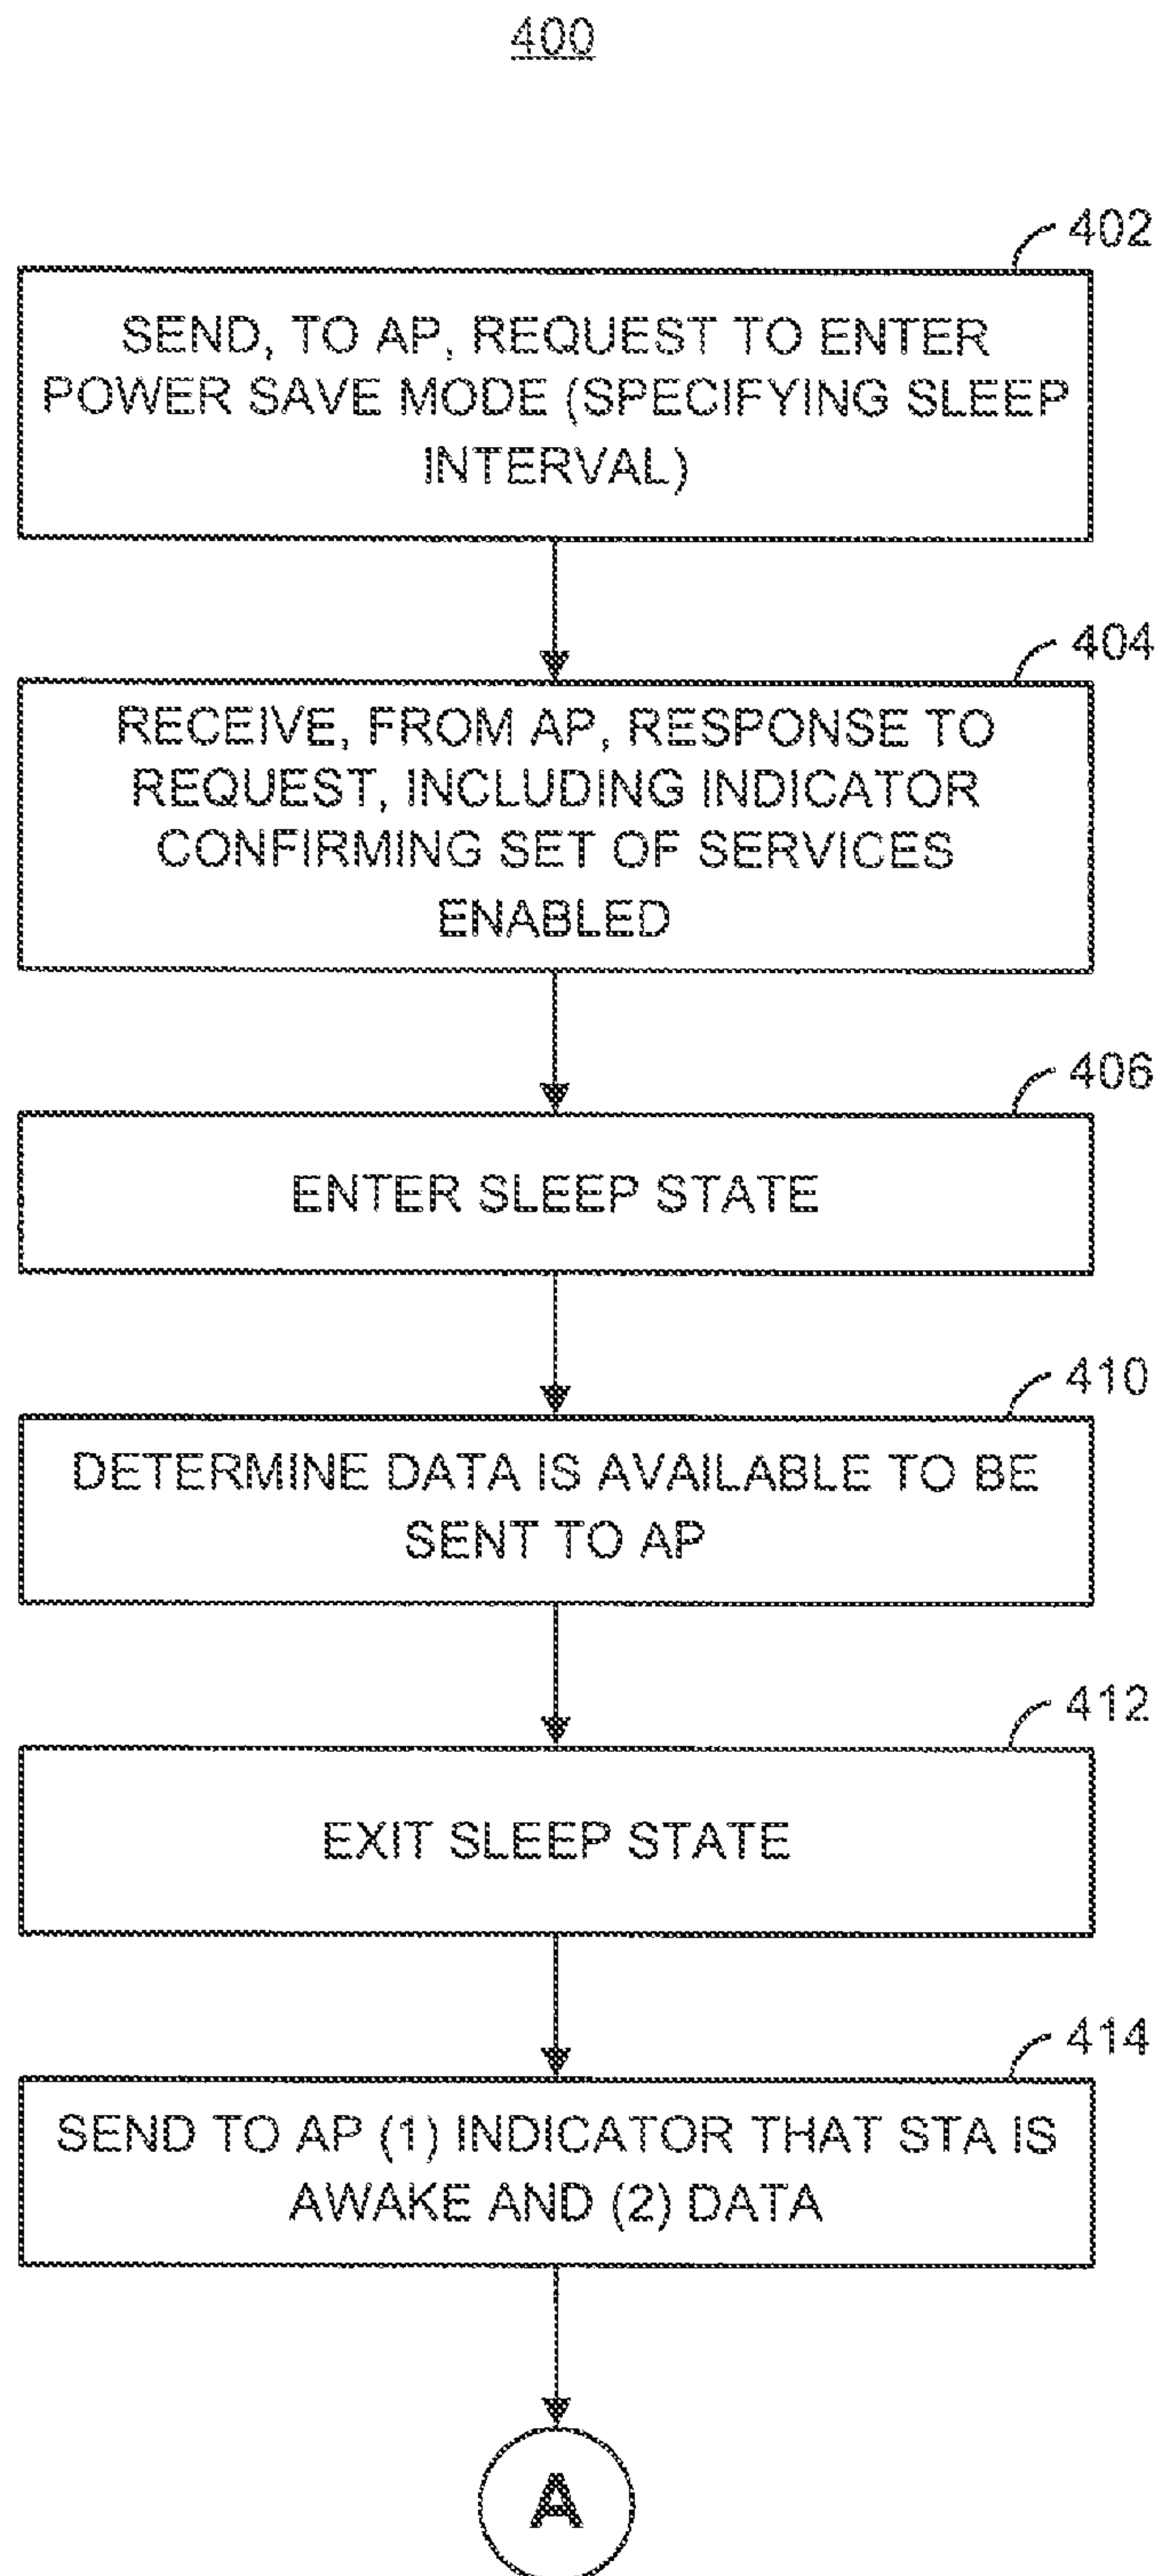 400
402
SEND, TO AP, REQUEST TO ENTER
POWER SAVE MODE (SPECIFYING SLEEP
INTERVAL)
404
RECEIVE, FROM AP, RESPONSE TO
REQUEST, INCLUDING INDICATOR
CONFIRMING SET OF SERVICES
ENABLED
406
ENTER SLEEP STATE
410
DETERMINE DATA IS AVAILABLE TO BE
SENT TO AP
412
EXIT SLEEP STATE
414
SEND TO AP (1) INDICATOR THAT STA IS
AWAKE AND (2) DATA
A